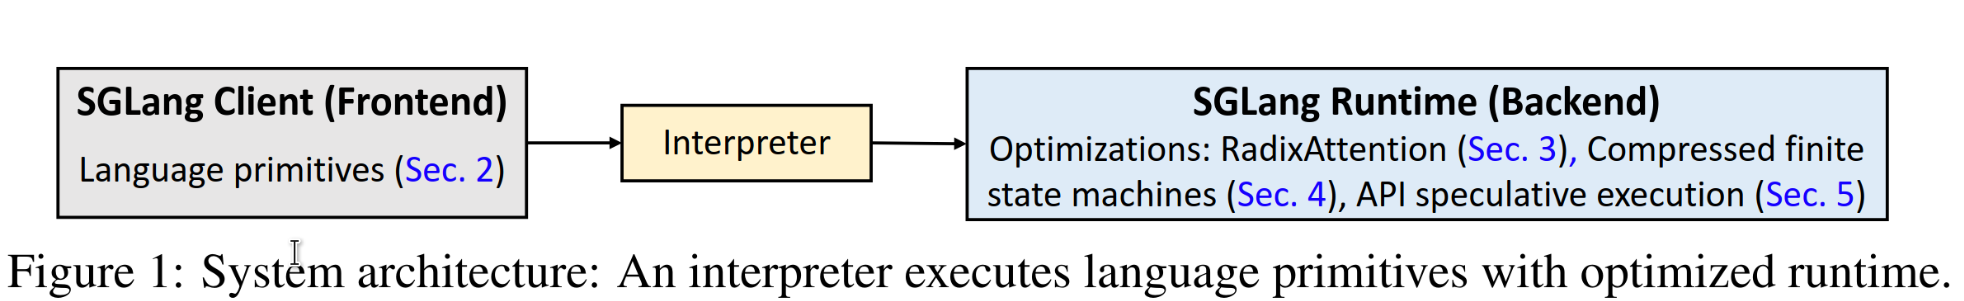 SGLang Client (Frontend)
Language primitives (Sec. 2)
Interpreter
SGLang Runtime (Backend)
Optimizations: RadixAttention (Sec. 3), Compressed finite
state machines (Sec. 4), API speculative execution (Sec. 5)
Figure 1: System architecture: An interpreter executes language primitives with optimized runtime.